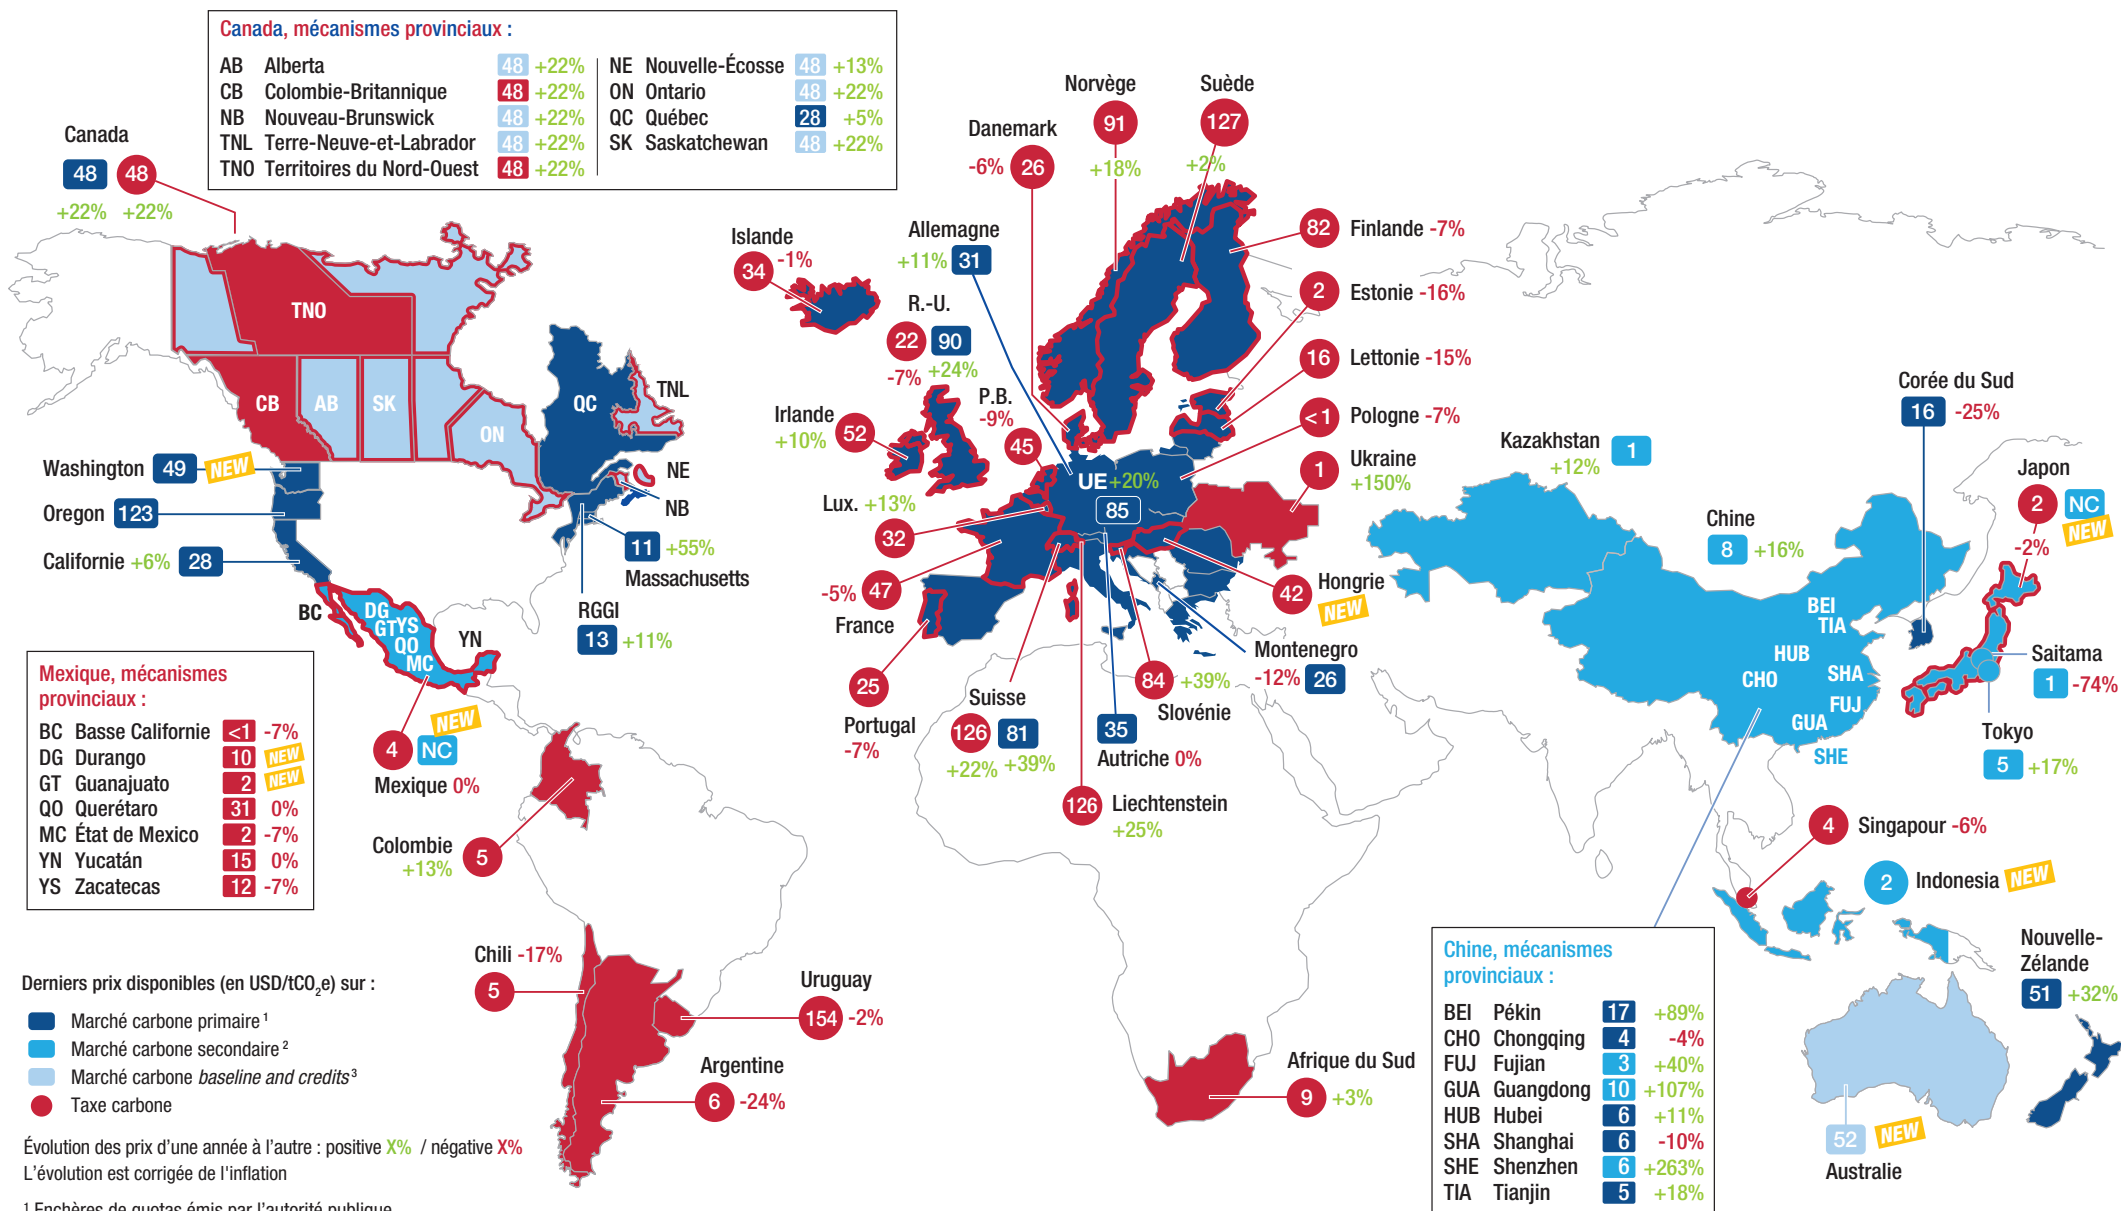 Canada, mécanismes provinciaux :
AB Alberta 48 +22%
CB Colombie-Britannique 48 +22%
NB Nouveau-Brunswick 48 +22%
TNL Terre-Neuve-et-Labrador 48 +22%
TNO Territoires du Nord-Ouest 48 +22%
NE Nouvelle-Écosse 48 +13%
ON Ontario 48 +22%
QC Québec 28 +5%
SK Saskatchewan 48 +22%
Canada
48 48
+22% +22%
TNO
CB
AB
SK
ON
QC
TNL
NE
NB
Washington 49 NEW
Oregon 123
Californie +6% 28
11 +55%
Massachusetts
RGGI
13 +11%
BC
DG
GT
YS
QO
MC
YN
Mexique, mécanismes
provinciaux :
BC Basse Californie <1 -7%
DG Durango 10 NEW
GT Guanajuato 2 NEW
QO Querétaro 31 0%
MC État de Mexico 2 -7%
YN Yucatán 15 0%
YS Zacatecas 12 -7%
NEW
4 NC
Mexique 0%
Colombie
+13% 5
Chili -17%
5
Uruguay
154 -2%
Argentine
6 -24%
Norvège
91
+18%
Suède
127
+2%
Danemark
-6% 26
Allemagne
+11% 31
Islande
-1%
34
R.-U.
22 90
-7% +24%
P.B.
-9%
45
Irlande
+10% 52
Lux. +13%
32
-5% 47
France
25
Portugal
-7%
Suisse
126 81
+22% +39%
UE +20%
85
82 Finlande -7%
2 Estonie -16%
16 Lettonie -15%
<1 Pologne -7%
1 Ukraine
+150%
42 Hongrie
NEW
Montenegro
-12% 26
84 +39%
Slovénie
35
Autriche 0%
126 Liechtenstein
+25%
Afrique du Sud
9 +3%
Kazakhstan
+12% 1
Chine
8 +16%
Corée du Sud
16 -25%
Japon
2 NC
NEW
-2%
BEI
TIA
HUB
CHO
SHA
FUJ
GUA
SHE
Saitama
1 -74%
Tokyo
5 +17%
4 Singapour -6%
2 Indonesia NEW
Nouvelle-
Zélande
51 +32%
52 NEW
Australie
Chine, mécanismes
provinciaux :
BEI Pékin 17 +89%
CHO Chongqing 4 -4%
FUJ Fujian 3 +40%
GUA Guangdong 10 +107%
HUB Hubei 6 +11%
SHA Shanghai 6 -10%
SHE Shenzhen 6 +263%
TIA Tianjin 5 +18%
Derniers prix disponibles (en USD/tCO₂e) sur :
Marché carbone primaire ¹
Marché carbone secondaire ²
Marché carbone baseline and credits ³
Taxe carbone
Évolution des prix d'une année à l'autre : positive X% / négative X%
L'évolution est corrigée de l'inflation
¹ Enchères de quotas émis par l'autorité publique